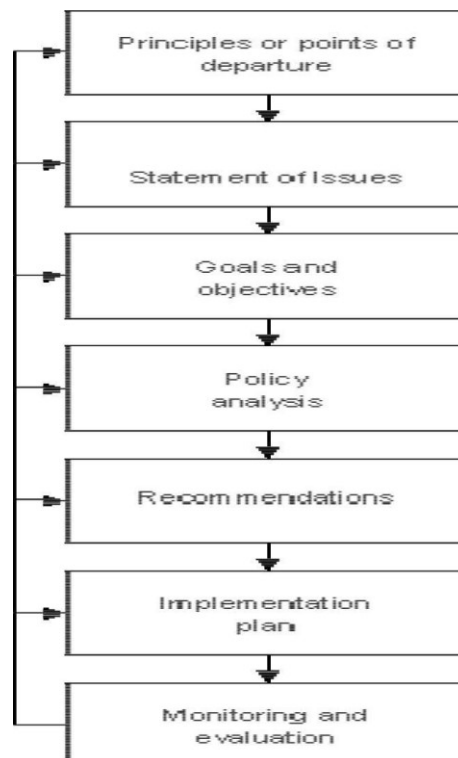 Principles or points of
departure
Statement of Issues
Goals and
objectives
Policy
analysis
Recommendations
Implementation
plan
Monitoring and
evaluation